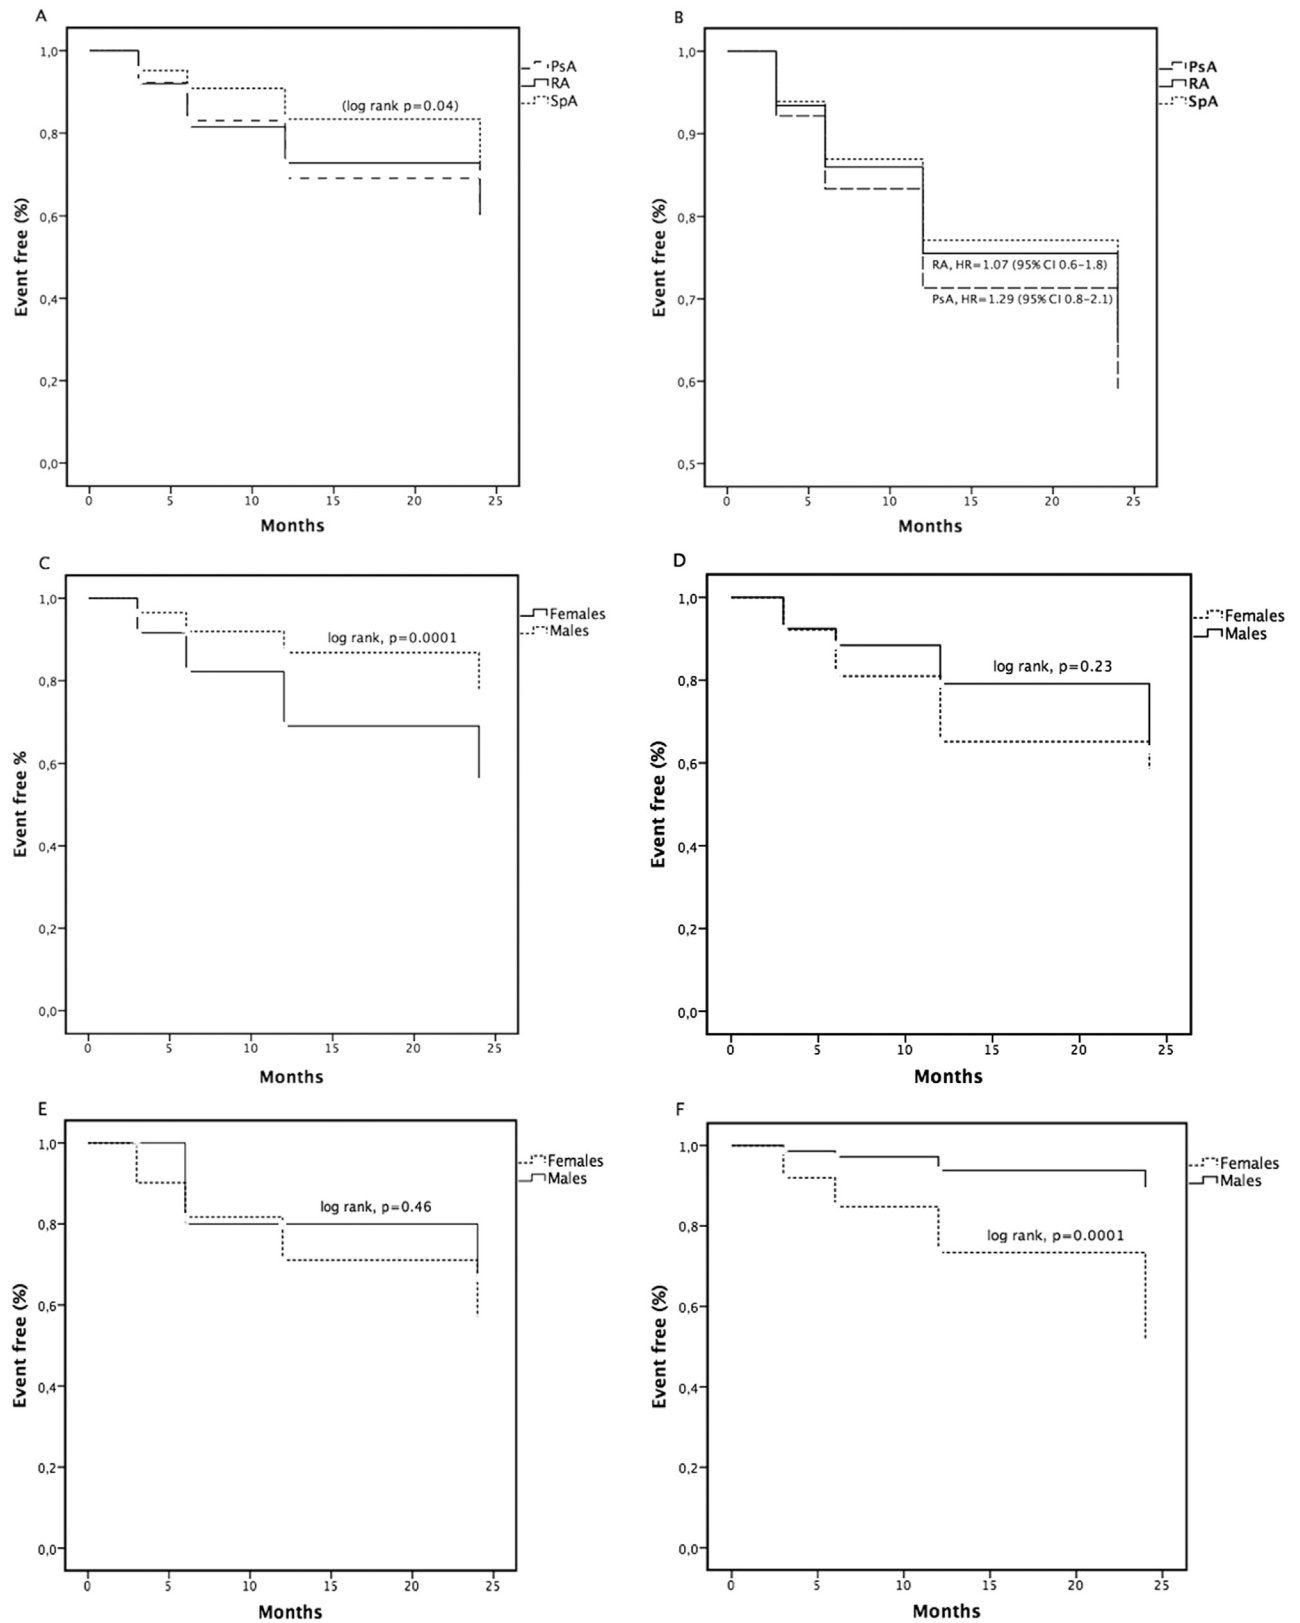 A
Event free (%)
1,0
0,8
0,6
0,4
0,2
0,0
PsA
RA
SpA
(log rank p=0.04)
0 5 10 15 20 25
Months
B
Event free (%)
1,0
0,9
0,8
0,7
0,6
0,5
PsA
RA
SpA
RA, HR=1.07 (95% CI 0.6-1.8)
PsA, HR=1.29 (95% CI 0.8-2.1)
0 5 10 15 20 25
Months
C
Event free %
1,0
0,8
0,6
0,4
0,2
0,0
Females
Males
log rank, p=0.0001
0 5 10 15 20 25
Months
D
Event free (%)
1,0
0,8
0,6
0,4
0,2
0,0
Females
Males
log rank, p=0.23
0 5 10 15 20 25
Months
E
Event free (%)
1,0
0,8
0,6
0,4
0,2
0,0
Females
Males
log rank, p=0.46
0 5 10 15 20 25
Months
F
Event free (%)
1,0
0,8
0,6
0,4
0,2
0,0
Females
Males
log rank, p=0.0001
0 5 10 15 20 25
Months